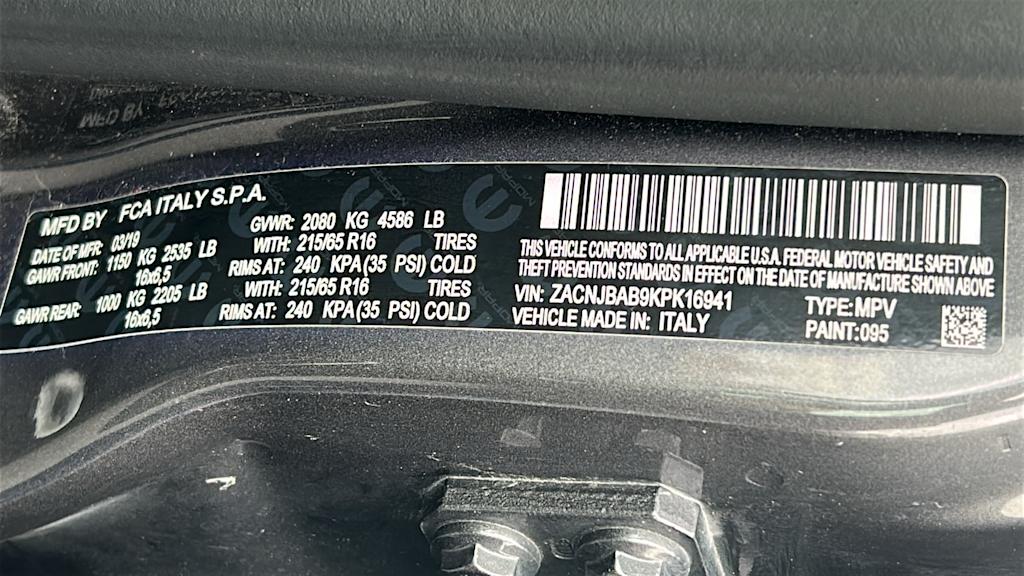 MFD BY FCA ITALY S.P.A.
DATE OF MFR: 03/19 GVWR: 2080 KG 4586 LB
GAWR FRONT: 1150 KG 2535 LB WITH: 215/65 R16 TIRES
16x6,5 RIMS AT: 240 KPA(35 PSI) COLD
GAWR REAR: 1000 KG 2205 LB WITH: 215/65 R16 TIRES
16x6,5 RIMS AT: 240 KPA(35 PSI) COLD
THIS VEHICLE CONFORMS TO ALL APPLICABLE U.S.A. FEDERAL MOTOR VEHICLE SAFETY AND
THEFT PREVENTION STANDARDS IN EFFECT ON THE DATE OF MANUFACTURE SHOWN ABOVE
VIN: ZACNJBAB9KPK16941 TYPE:MPV
VEHICLE MADE IN: ITALY PAINT:095